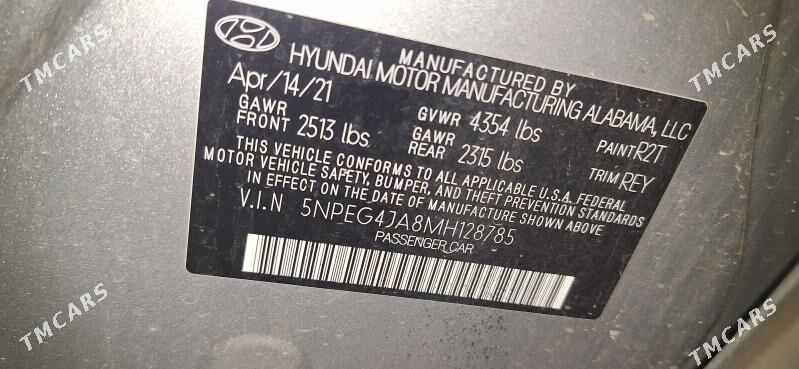 MANUFACTURED BY
HYUNDAI MOTOR MANUFACTURING ALABAMA, LLC
Apr/14/21
GVWR 4354 lbs
PAINT R2T
GAWR
FRONT 2513 lbs
GAWR
REAR 2315 lbs
TRIM REY
THIS VEHICLE CONFORMS TO ALL APPLICABLE U.S.A. FEDERAL
MOTOR VEHICLE SAFETY, BUMPER, AND THEFT PREVENTION STANDARDS
IN EFFECT ON THE DATE OF MANUFACTURE SHOWN ABOVE
V.I.N 5NPEG4JA8MH128785
PASSENGER CAR
TMCARS
TMCARS
TMCARS
TMCARS